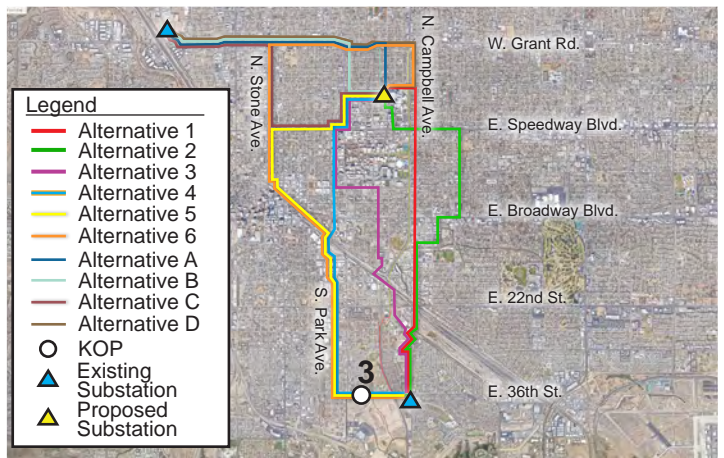 W. Grant Rd.
N. Campbell Ave.
N. Stone Ave.
Legend
Alternative 1
Alternative 2
Alternative 3
Alternative 4
Alternative 5
Alternative 6
Alternative A
Alternative B
Alternative C
Alternative D
KOP
Existing
Substation
Proposed
Substation
E. Speedway Blvd.
E. Broadway Blvd.
E. 22nd St.
S. Park Ave.
3
E. 36th St.